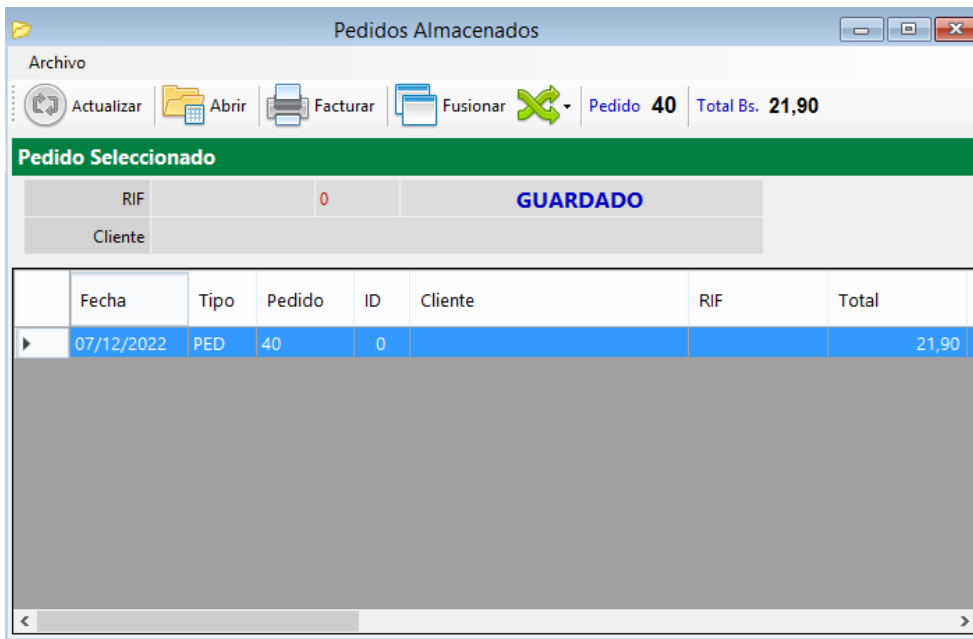 Pedidos Almacenados
Archivo
Actualizar Abrir Facturar Fusionar Pedido 40 Total Bs. 21,90
Pedido Seleccionado
RIF 0 GUARDADO
Cliente
Fecha Tipo Pedido ID Cliente RIF Total
07/12/2022 PED 40 0 21,90